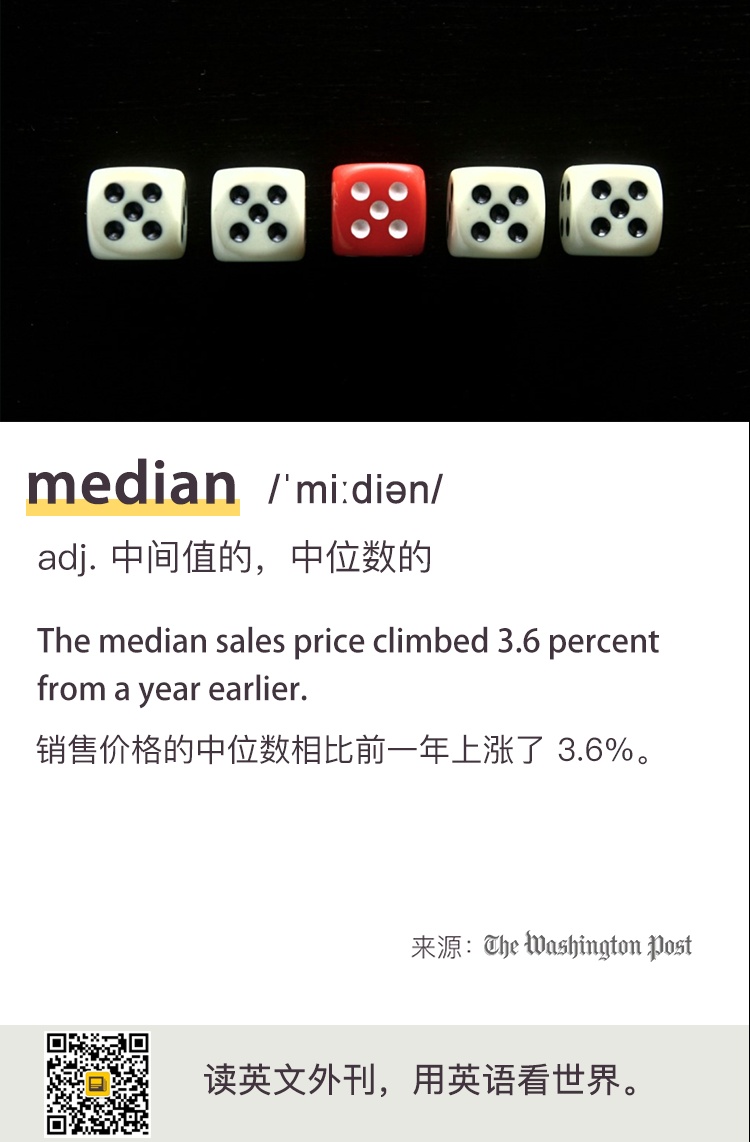 median /ˈmiːdiən/
adj. 中间值的，中位数的
The median sales price climbed 3.6 percent
from a year earlier.
销售价格的中位数相比前一年上涨了 3.6%。
来源：The Washington Post
读英文外刊，用英语看世界。